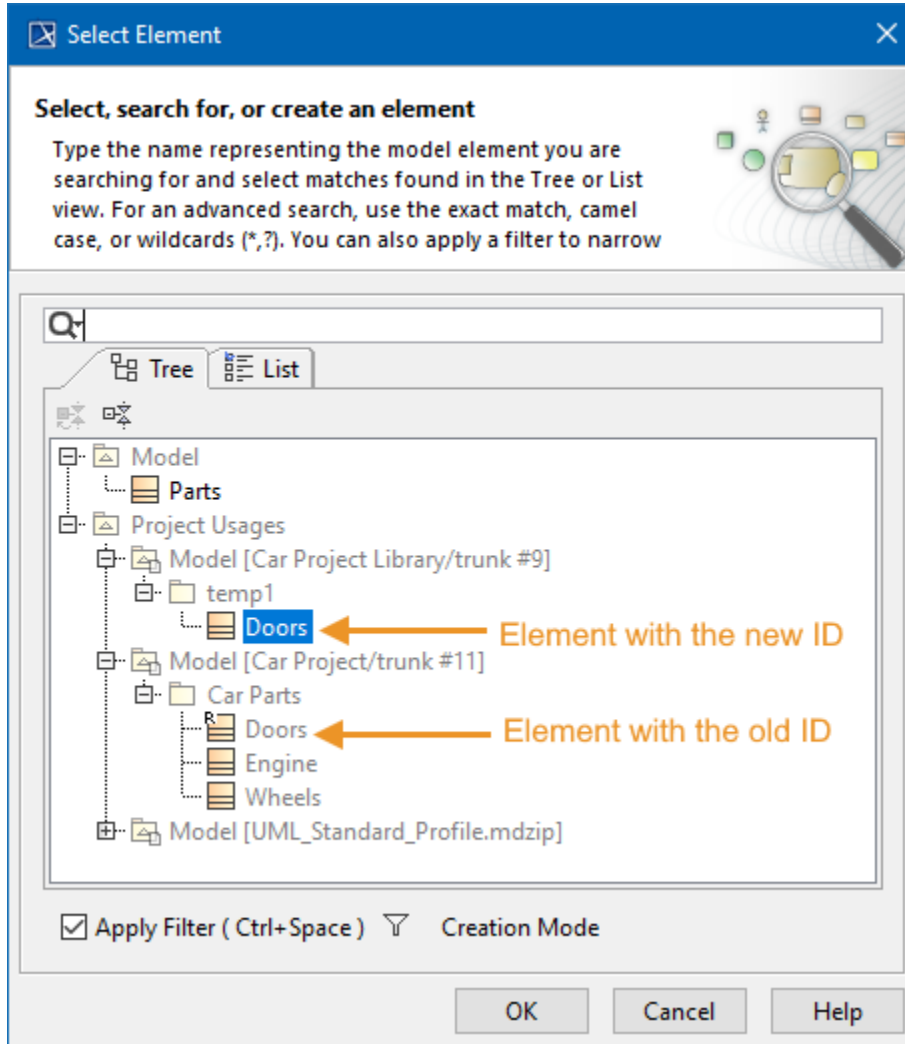 Select Element
Select, search for, or create an element
Type the name representing the model element you are
searching for and select matches found in the Tree or List
view. For an advanced search, use the exact match, camel
case, or wildcards (*,?). You can also apply a filter to narrow
Tree
List
Model
Parts
Project Usages
Model [Car Project Library/trunk #9]
temp1
Doors
Element with the new ID
Model [Car Project/trunk #11]
Car Parts
R
Doors
Element with the old ID
Engine
Wheels
Model [UML_Standard_Profile.mdzip]
Apply Filter ( Ctrl+Space )
Creation Mode
OK
Cancel
Help